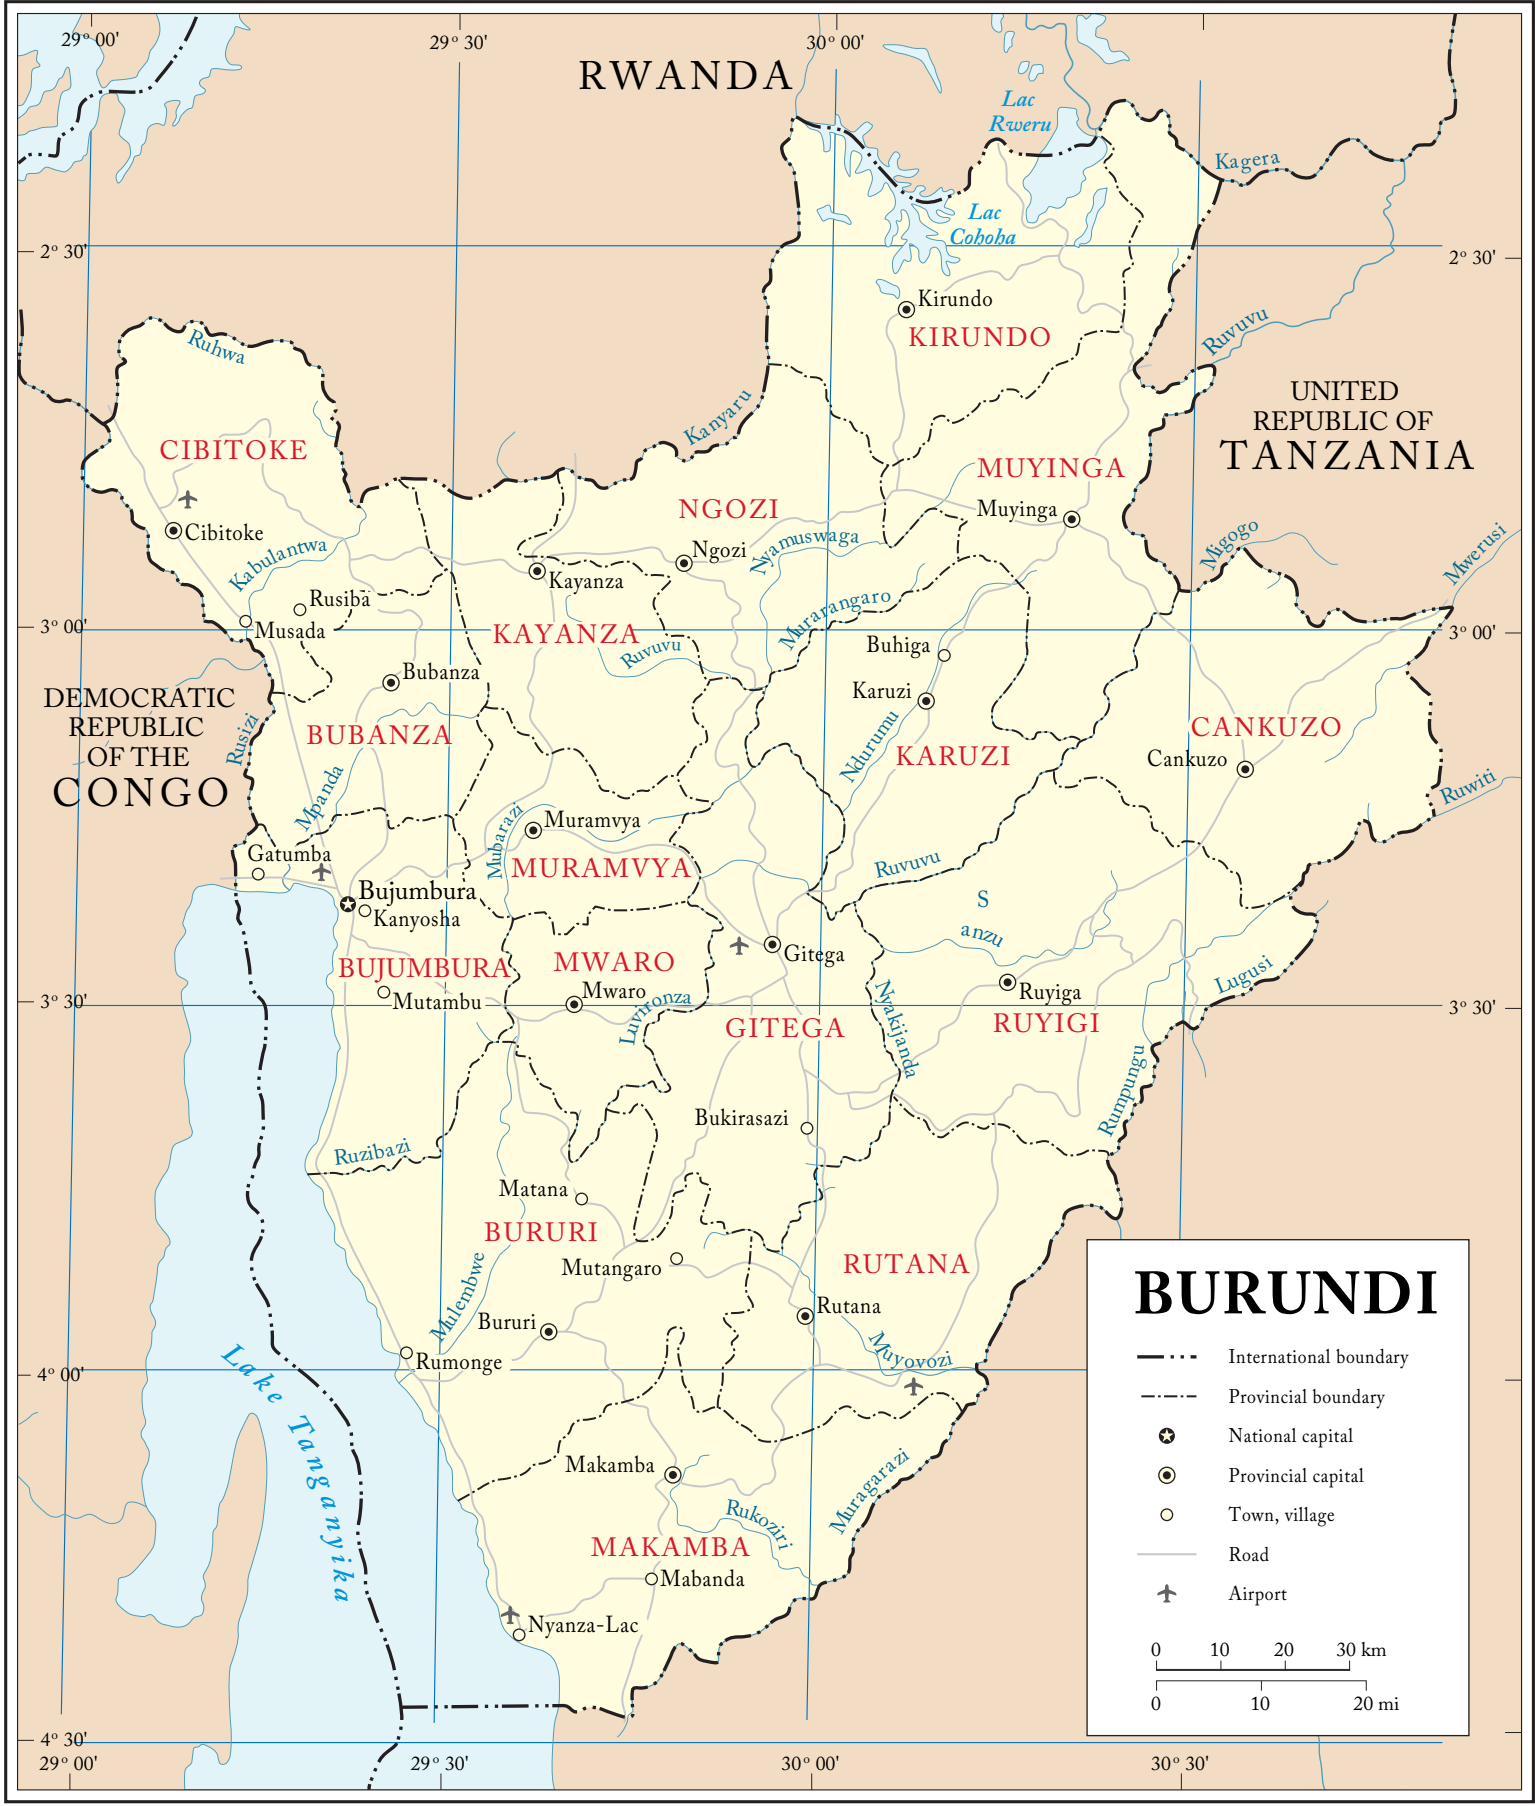 29° 00'
29° 30'
30° 00'
RWANDA
Lac
Rweru
Kagera
Lac
Cohoha
2° 30'
2° 30'
Kirundo
KIRUNDO
Ruvuvu
Ruhwa
UNITED
REPUBLIC OF
TANZANIA
Kanyaru
CIBITOKE
MUYINGA
NGOZI
Muyinga
Cibitoke
Nyamuswaga
Ngozi
Migogo
Mwerusi
Kabulantwa
Kayanza
Rusiba
Musada
Murarangaro
3° 00'
KAYANZA
3° 00'
Ruvuvu
Buhiga
Bubanza
Karuzi
DEMOCRATIC
REPUBLIC
OF THE
CONGO
Rusizi
BUBANZA
Ndurumu
KARUZI
CANKUZO
Cankuzo
Mpanda
Ruwiti
Mubarazi
Muramvya
Gatumba
MURAMVYA
Ruvuvu
Bujumbura
Kanyosha
S
anzu
Gitega
BUJUMBURA
MWARO
Mutambu
Mwaro
Luvironza
Nyakijanda
Ruyiga
Lugusi
3° 30'
GITEGA
RUYIGI
3° 30'
Rumpungu
Bukirasazi
Ruzibazi
Matana
BURURI
Mutangaro
RUTANA
Mulembwe
Bururi
Rutana
Rumonge
Muyovozi
4° 00'
Lake Tanganyika
Makamba
Muragarazi
Rukoziri
MAKAMBA
Mabanda
Nyanza-Lac
BURUNDI
International boundary
Provincial boundary
National capital
Provincial capital
Town, village
Road
Airport
0 10 20 30 km
0 10 20 mi
4° 30'
29° 00'
29° 30'
30° 00'
30° 30'